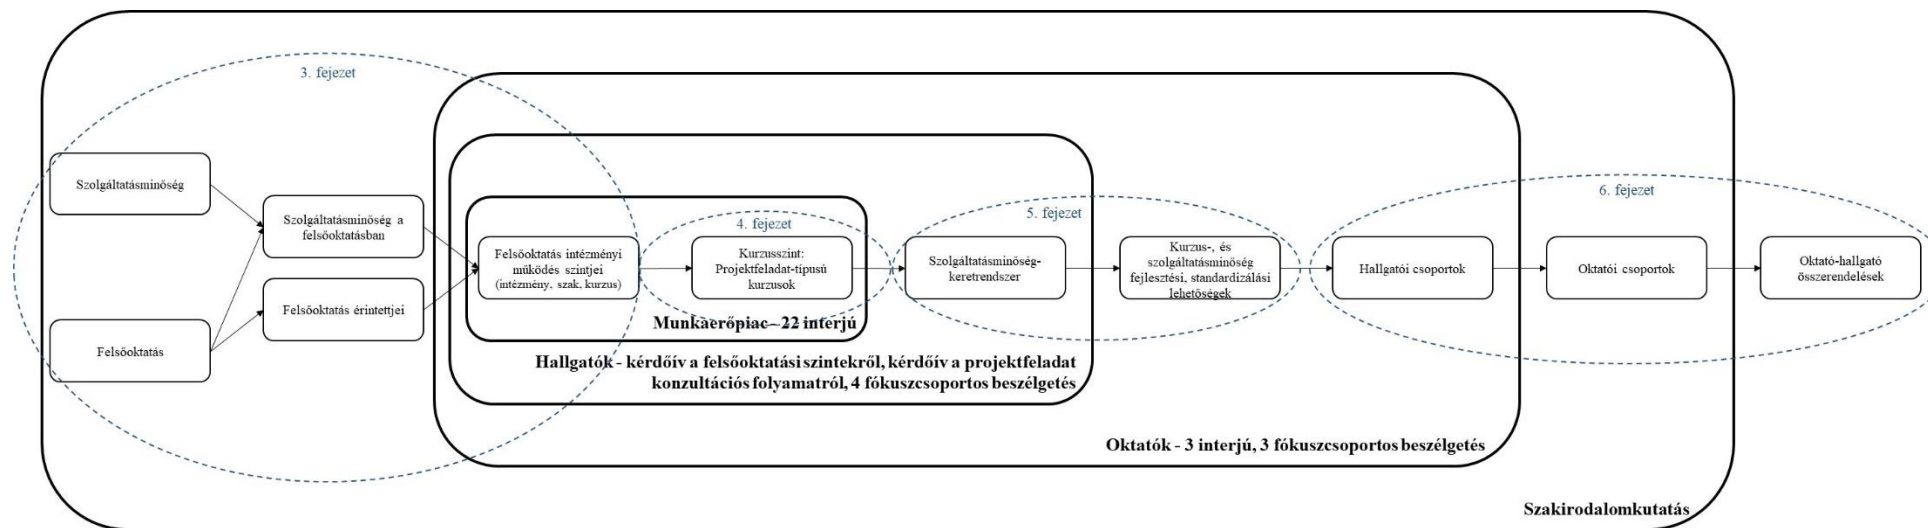 3. fejezet
Szolgáltatásminőség
Felsőoktatás
Szolgáltatásminőség a
felsőoktatásban
Felsőoktatás érintettjei
Felsőoktatás intézményi
működés szintjei
(intézmény, szak, kurzus)
4. fejezet
Kurzusszint:
Projektfeladat-típusú
kurzusok
Munkaerőpiac - 22 interjú
5. fejezet
Szolgáltatásminőség-
keretrendszer
Kurzus-, és
szolgáltatásminőség
fejlesztési, standardizálási
lehetőségek
Hallgatók - kérdőív a felsőoktatási szintekről, kérdőív a projektfeladat
konzultációs folyamatról, 4 fókuszcsoportos beszélgetés
6. fejezet
Hallgatói csoportok
Oktatói csoportok
Oktató-hallgató
összerendelések
Oktatók - 3 interjú, 3 fókuszcsoportos beszélgetés
Szakirodalomkutatás